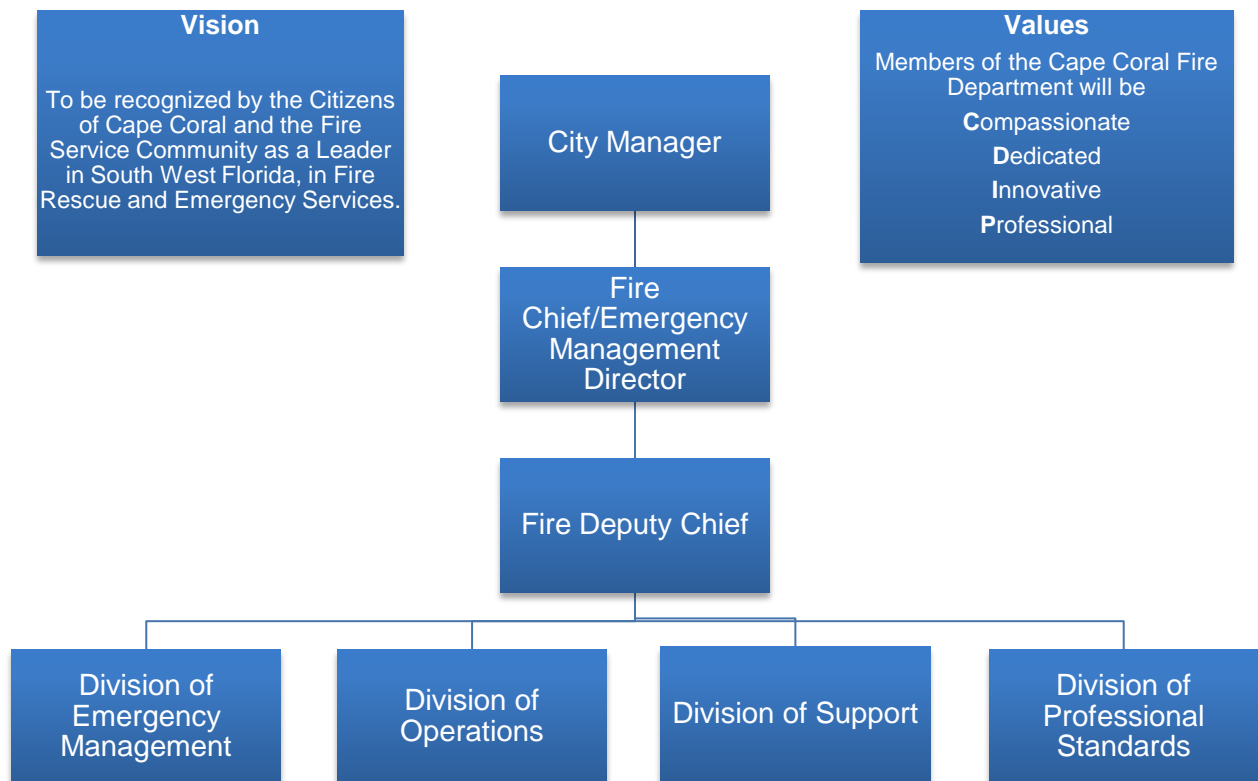 Vision
To be recognized by the Citizens
of Cape Coral and the Fire
Service Community as a Leader
in South West Florida, in Fire
Rescue and Emergency Services.
Values
Members of the Cape Coral Fire
Department will be
Compassionate
Dedicated
Innovative
Professional
City Manager
Fire
Chief/Emergency
Management
Director
Fire Deputy Chief
Division of
Emergency
Management
Division of
Operations
Division of Support
Division of
Professional
Standards